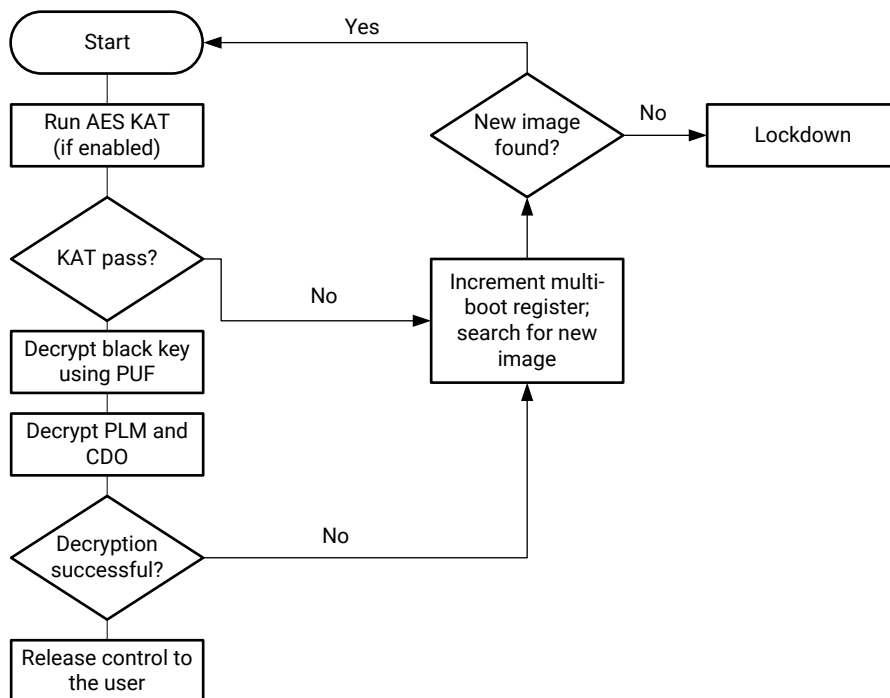 Start
Yes
Run AES KAT
(if enabled)
New image
found?
No
Lockdown
KAT pass?
No
Increment multi-
boot register;
search for new
image
Decrypt black key
using PUF
Decrypt PLM and
CDO
Decryption
successful?
No
Release control to
the user